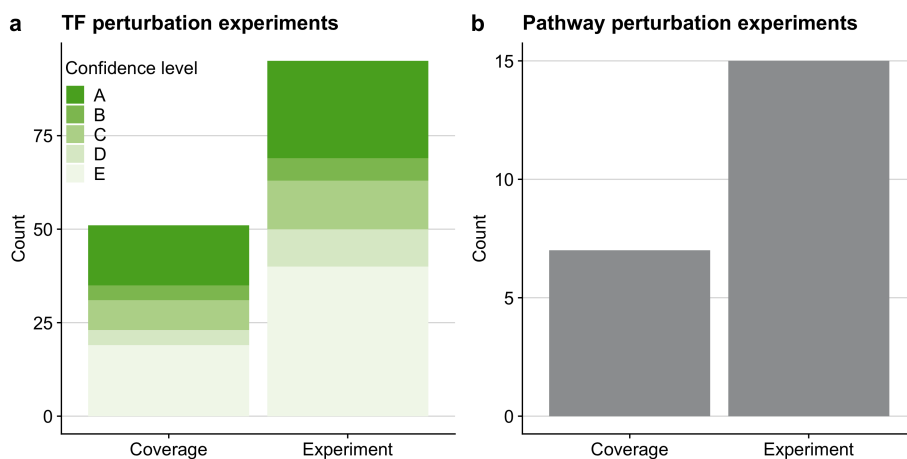 a TF perturbation experiments
Confidence level
A
B
C
D
E
75
50
25
0
Count
Coverage Experiment
b Pathway perturbation experiments
15
10
5
0
Count
Coverage Experiment